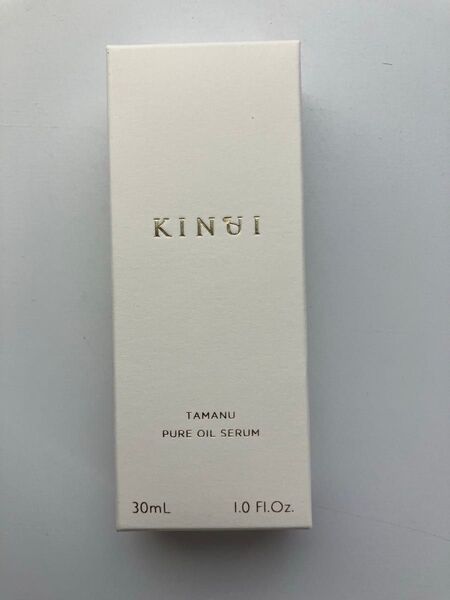 KINUI
TAMANU
PURE OIL SERUM
30mL 1.0 Fl.Oz.